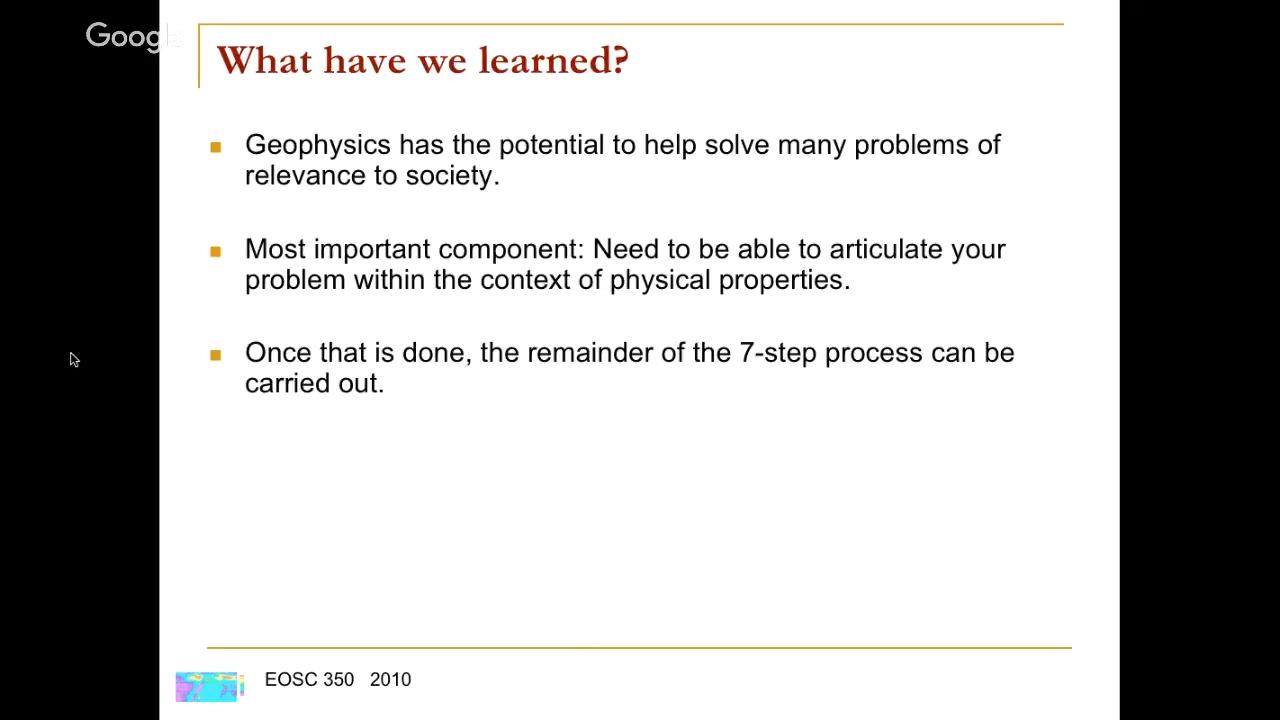 Google
What have we learned?
Geophysics has the potential to help solve many problems of
relevance to society.
Most important component: Need to be able to articulate your
problem within the context of physical properties.
Once that is done, the remainder of the 7-step process can be
carried out.
EOSC 350 2010